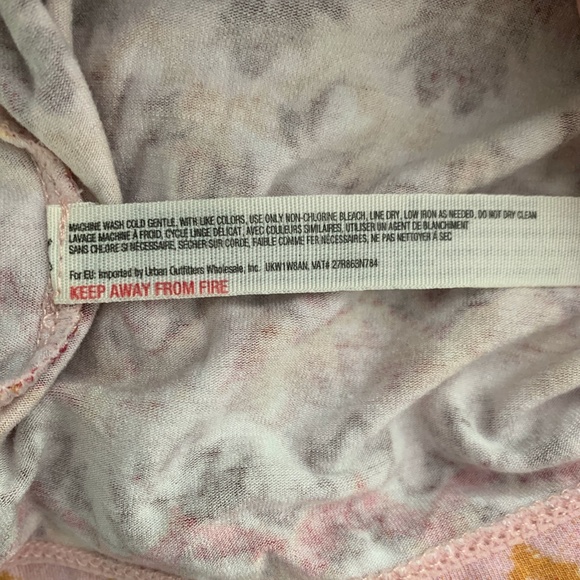 MACHINE WASH COLD GENTLE, WITH LIKE COLORS, USE ONLY NON-CHLORINE BLEACH, LINE DRY, LOW IRON AS NEEDED, DO NOT DRY CLEAN
LAVAGE MACHINE À FROID, CYCLE LINGE DÉLICAT, AVEC COULEURS SIMILAIRES, UTILISER UN AGENT DE BLANCHIMENT
SANS CHLORE SI NÉCESSAIRE, SÉCHER SUR CORDE, FAIBLE COMME FER NÉCESSAIRES, NE PAS NETTOYER À SEC
For EU: Imported by Urban Outfitters Wholesale, Inc. UKW1W8AN, VAT# 27R863N784
KEEP AWAY FROM FIRE